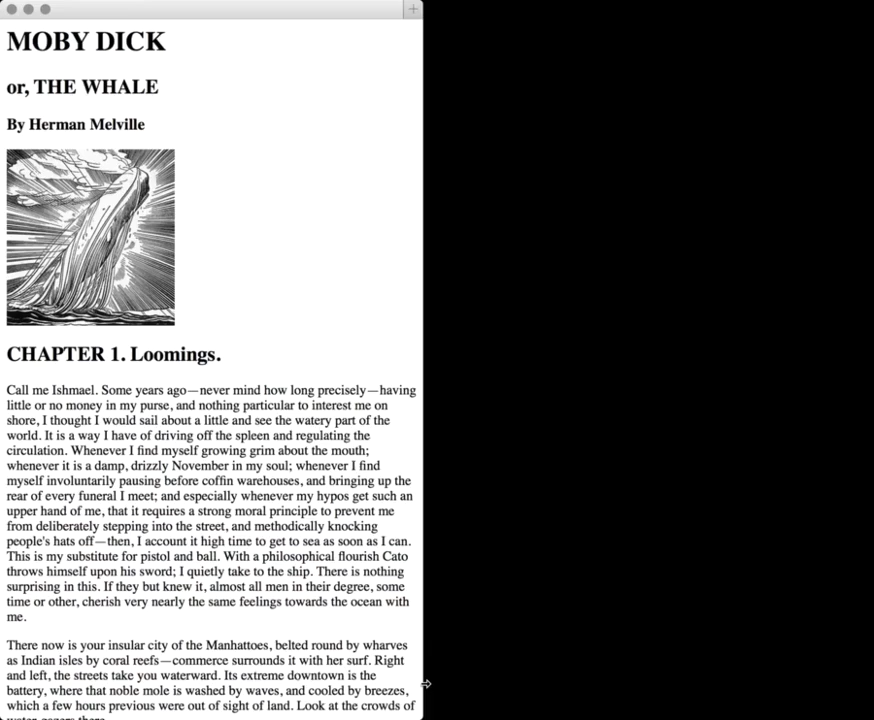 MOBY DICK
or, THE WHALE
By Herman Melville
CHAPTER 1. Loomings.
Call me Ishmael. Some years ago—never mind how long precisely—having
little or no money in my purse, and nothing particular to interest me on
shore, I thought I would sail about a little and see the watery part of the
world. It is a way I have of driving off the spleen and regulating the
circulation. Whenever I find myself growing grim about the mouth;
whenever it is a damp, drizzly November in my soul; whenever I find
myself involuntarily pausing before coffin warehouses, and bringing up the
rear of every funeral I meet; and especially whenever my hypos get such an
upper hand of me, that it requires a strong moral principle to prevent me
from deliberately stepping into the street, and methodically knocking
people's hats off—then, I account it high time to get to sea as soon as I can.
This is my substitute for pistol and ball. With a philosophical flourish Cato
throws himself upon his sword; I quietly take to the ship. There is nothing
surprising in this. If they but knew it, almost all men in their degree, some
time or other, cherish very nearly the same feelings towards the ocean with
me.
There now is your insular city of the Manhattoes, belted round by wharves
as Indian isles by coral reefs—commerce surrounds it with her surf. Right
and left, the streets take you waterward. Its extreme downtown is the
battery, where that noble mole is washed by waves, and cooled by breezes,
which a few hours previous were out of sight of land. Look at the crowds of